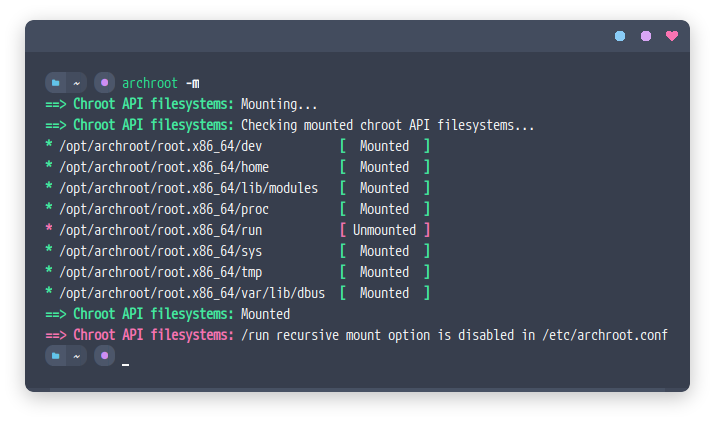 ~ archroot -m
==> Chroot API filesystems: Mounting...
==> Chroot API filesystems: Checking mounted chroot API filesystems...
* /opt/archroot/root.x86_64/dev [ Mounted ]
* /opt/archroot/root.x86_64/home [ Mounted ]
* /opt/archroot/root.x86_64/lib/modules [ Mounted ]
* /opt/archroot/root.x86_64/proc [ Mounted ]
* /opt/archroot/root.x86_64/run [ Unmounted ]
* /opt/archroot/root.x86_64/sys [ Mounted ]
* /opt/archroot/root.x86_64/tmp [ Mounted ]
* /opt/archroot/root.x86_64/var/lib/dbus [ Mounted ]
==> Chroot API filesystems: Mounted
==> Chroot API filesystems: /run recursive mount option is disabled in /etc/archroot.conf
~ _